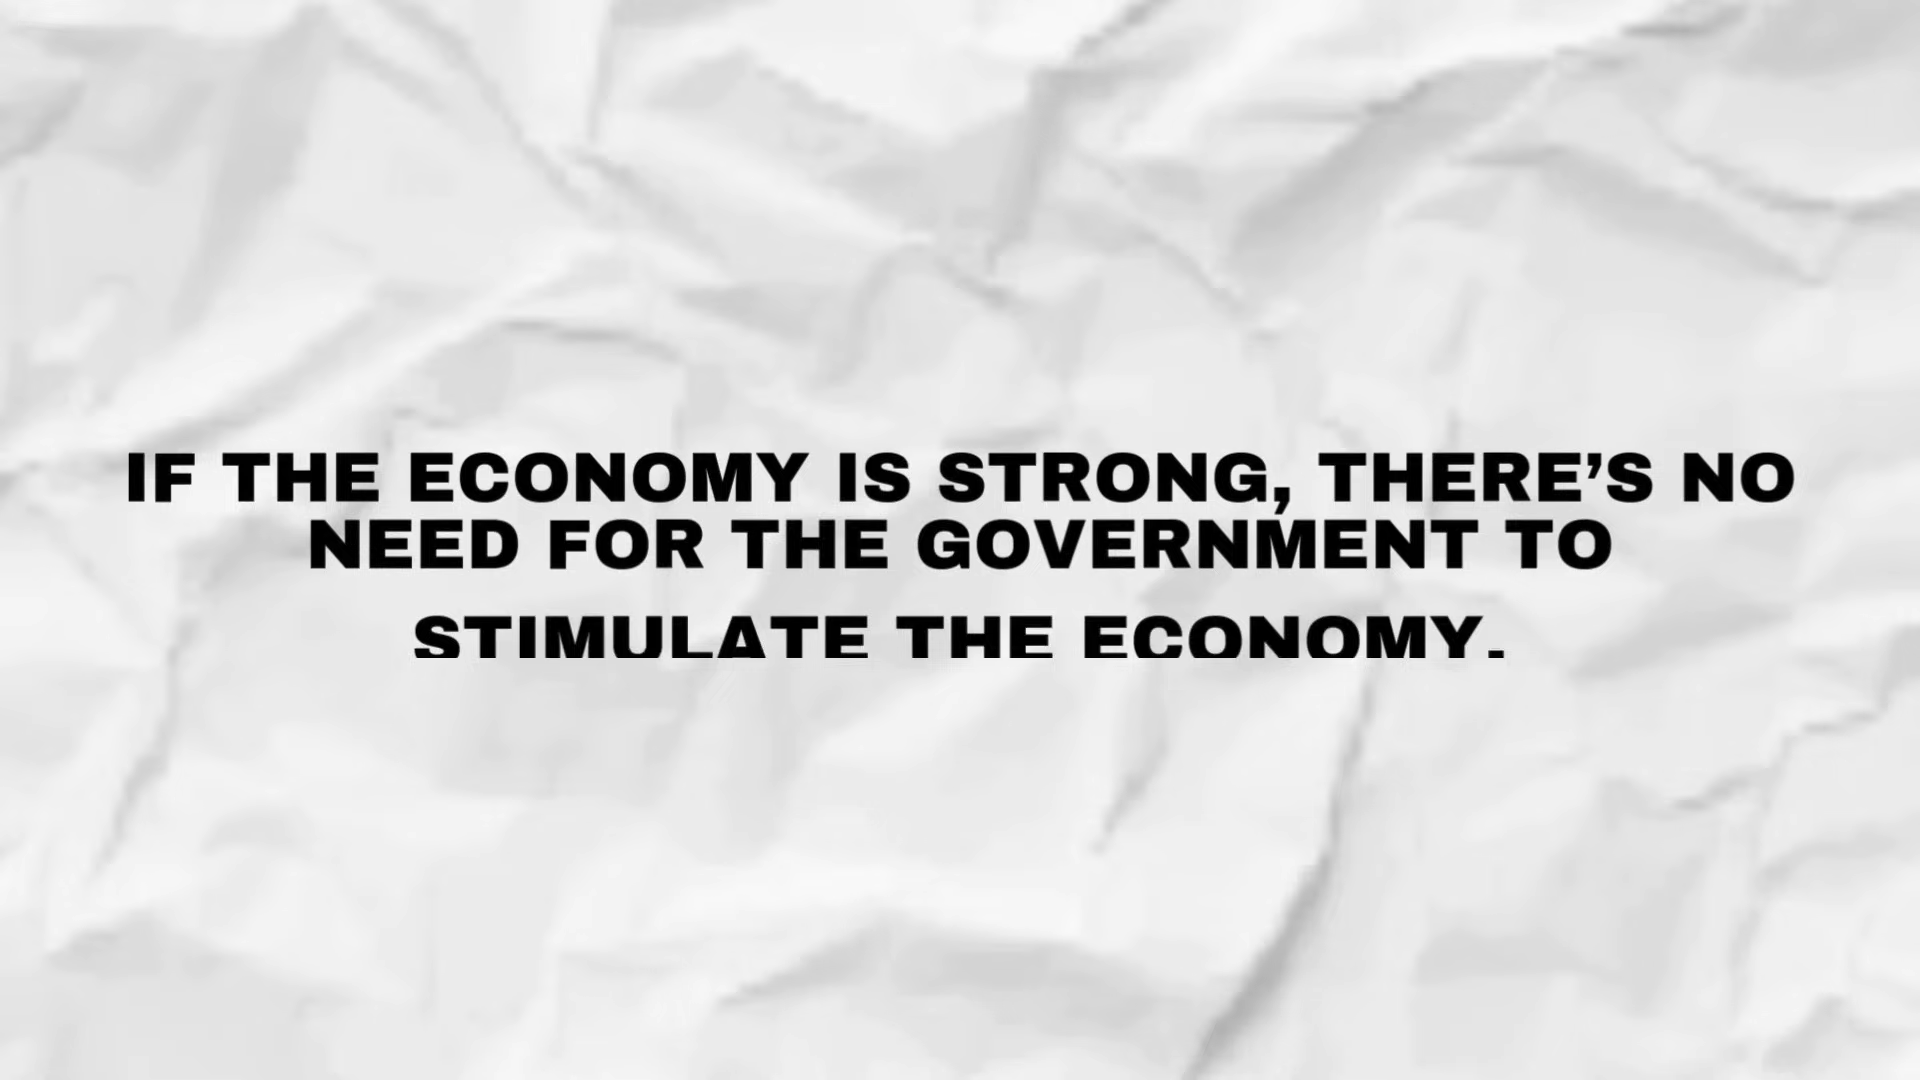 IF THE ECONOMY IS STRONG, THERE’S NO
NEED FOR THE GOVERNMENT TO
STIMULATE THE ECONOMY.